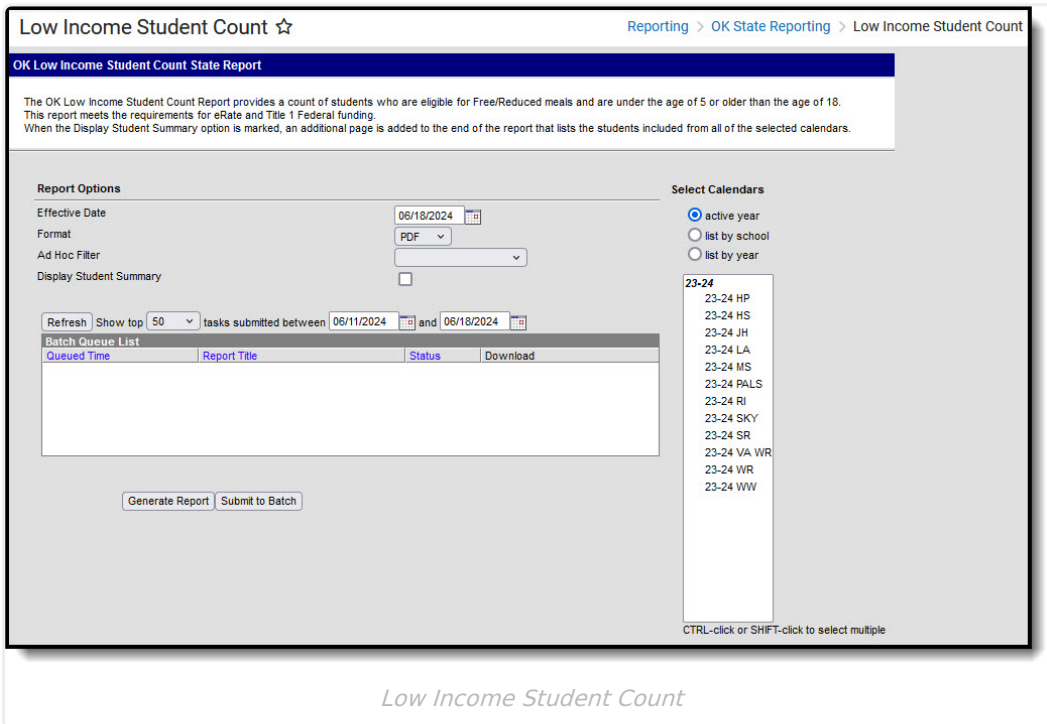 Low Income Student Count ☆
Reporting > OK State Reporting > Low Income Student Count
OK Low Income Student Count State Report
The OK Low Income Student Count Report provides a count of students who are eligible for Free/Reduced meals and are under the age of 5 or older than the age of 18.
This report meets the requirements for eRate and Title 1 Federal funding.
When the Display Student Summary option is marked, an additional page is added to the end of the report that lists the students included from all of the selected calendars.
Report Options
Effective Date 06/18/2024
Format PDF
Ad Hoc Filter
Display Student Summary
Refresh Show top 50 tasks submitted between 06/11/2024 and 06/18/2024
Batch Queue List
Queued Time Report Title Status Download
Generate Report Submit to Batch
Select Calendars
active year
list by school
list by year
23-24
23-24 HP
23-24 HS
23-24 JH
23-24 LA
23-24 MS
23-24 PALS
23-24 RI
23-24 SKY
23-24 SR
23-24 VA WR
23-24 WR
23-24 WW
CTRL-click or SHIFT-click to select multiple
Low Income Student Count